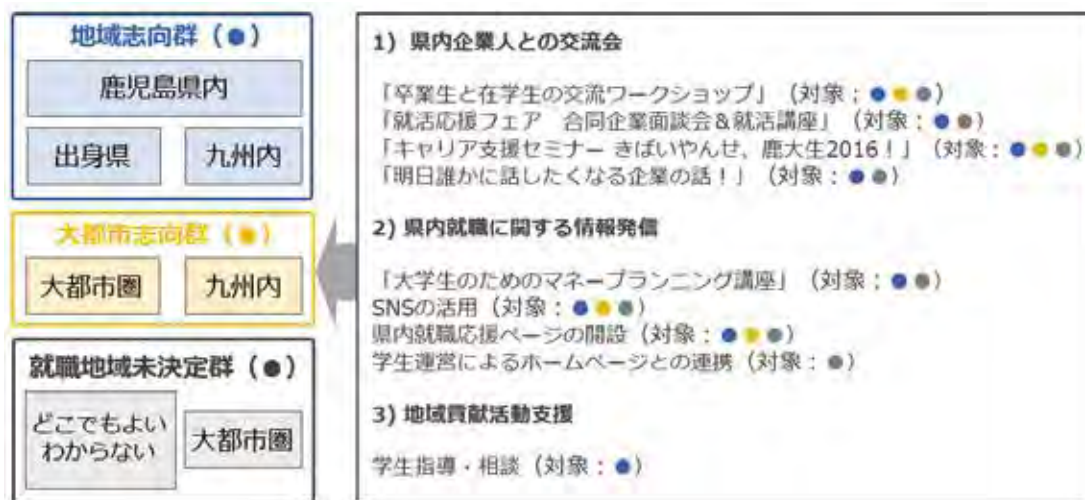 地域志向群（●）
鹿児島県内
出身県
九州内
大都市志向群（●）
大都市圏
九州内
就職地域未決定群（●）
どこでもよい
わからない
大都市圏
1) 県内企業人との交流会
「卒業生と在学生の交流ワークショップ」（対象：●●●）
「就活応援フェア　合同企業面談会＆就活講座」（対象：●●）
「キャリア支援セミナー きばいやんせ、鹿大生2016！」（対象：●●●）
「明日誰かに話したくなる企業の話！」（対象：●●）
2) 県内就職に関する情報発信
「大学生のためのマネープランニング講座」（対象：●●）
SNSの活用（対象：●●●）
県内就職応援ページの開設（対象：●●●）
学生運営によるホームページとの連携（対象：●）
3) 地域貢献活動支援
学生指導・相談（対象：●）